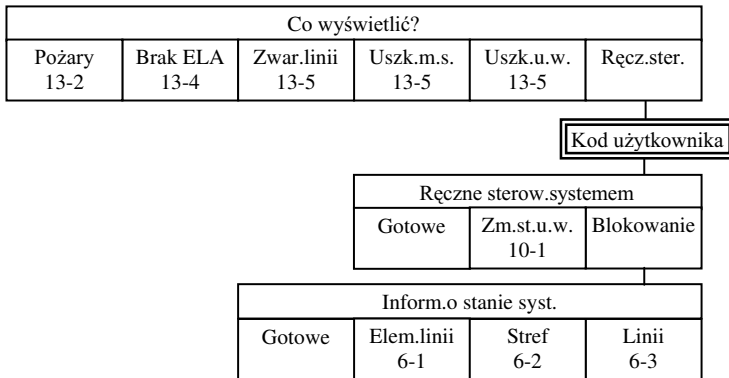 Co wyświetlić?
Pożary Brak ELA Zwar.linii Uszk.m.s. Uszk.u.w. Ręcz.ster.
13-2 13-4 13-5 13-5 13-5
Kod użytkownika
Ręczne sterow.systemem
Gotowe Zm.st.u.w. Blokowanie
10-1
Inform.o stanie syst.
Gotowe Elem.linii Stref Linii
6-1 6-2 6-3